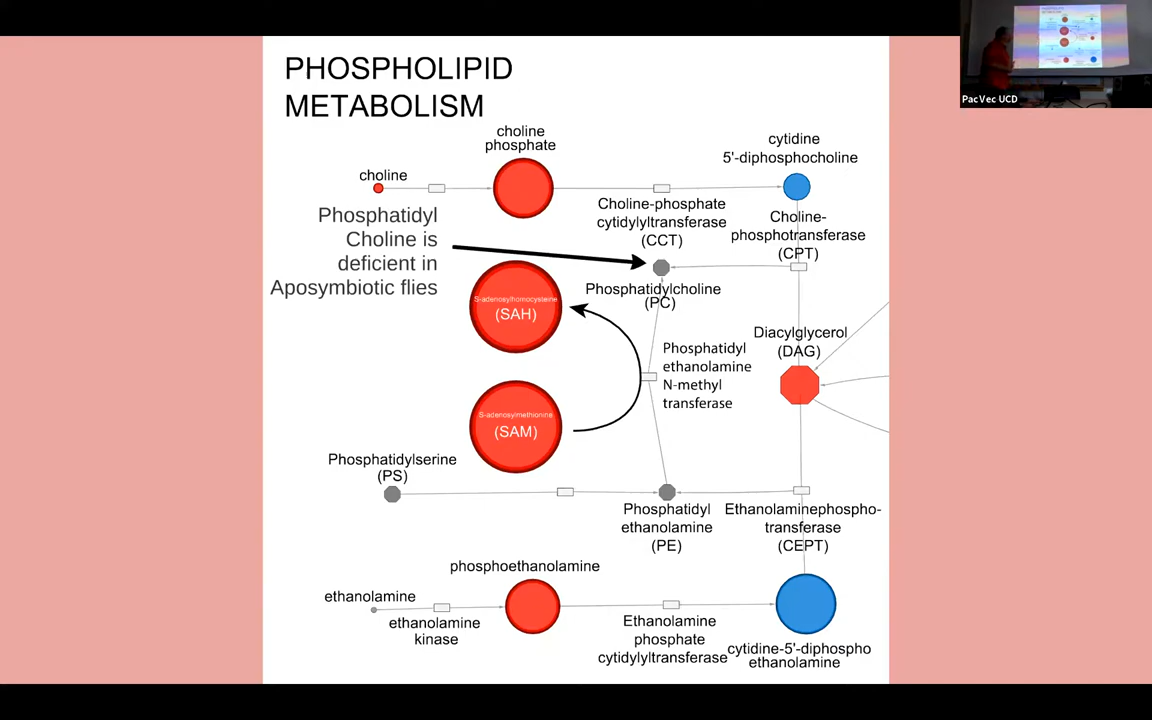 PHOSPHOLIPID
METABOLISM
choline
phosphate
cytidine
5'-diphosphocholine
choline
Phosphatidyl
Choline is
deficient in
Aposymbiotic flies
Choline-phosphate
cytidylyltransferase
(CCT)
Choline-
phosphotransferase
(CPT)
Phosphatidylcholine
(PC)
S-adenosylhomocysteine
(SAH)
Diacylglycerol
(DAG)
Phosphatidyl
ethanolamine
N-methyl
transferase
S-adenosylmethionine
(SAM)
Phosphatidylserine
(PS)
Phosphatidyl
ethanolamine
(PE)
Ethanolaminephospho-
transferase
(CEPT)
phosphoethanolamine
ethanolamine
ethanolamine
kinase
Ethanolamine
phosphate
cytidylyltransferase
cytidine-5'-diphospho
ethanolamine
PacVec UCD